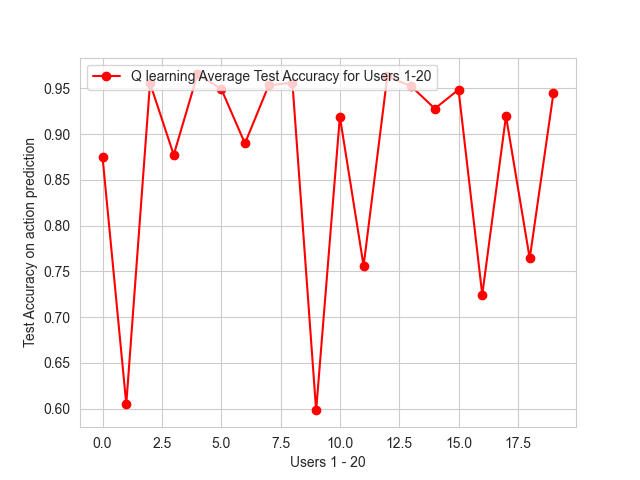 Q learning Average Test Accuracy for Users 1-20
Test Accuracy on action prediction
0.95
0.90
0.85
0.80
0.75
0.70
0.65
0.60
0.0 2.5 5.0 7.5 10.0 12.5 15.0 17.5
Users 1 - 20